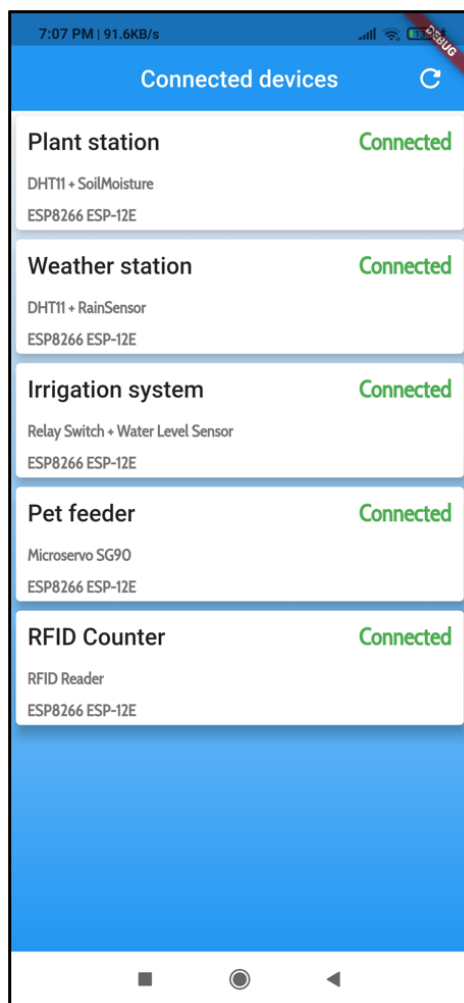 7:07 PM | 91.6KB/s
DEBUG
Connected devices
Plant station Connected
DHT11 + SoilMoisture
ESP8266 ESP-12E
Weather station Connected
DHT11 + RainSensor
ESP8266 ESP-12E
Irrigation system Connected
Relay Switch + Water Level Sensor
ESP8266 ESP-12E
Pet feeder Connected
Microservo SG90
ESP8266 ESP-12E
RFID Counter Connected
RFID Reader
ESP8266 ESP-12E